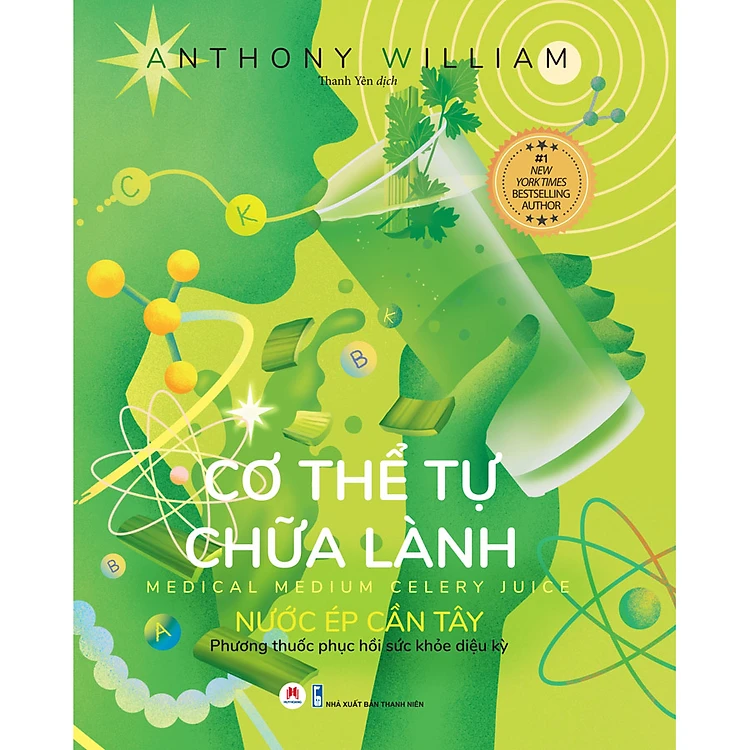 ANTHONY WILLIAM
Thanh Yên dịch
#1
NEW
YORK TIMES
BESTSELLING
AUTHOR
C
K
K
B
CƠ THỂ TỰ
CHỮA LÀNH
MEDICAL MEDIUM CELERY JUICE
B
A
NƯỚC ÉP CẦN TÂY
Phương thuốc phục hồi sức khỏe diệu kỳ
NHÀ XUẤT BẢN THANH NIÊN